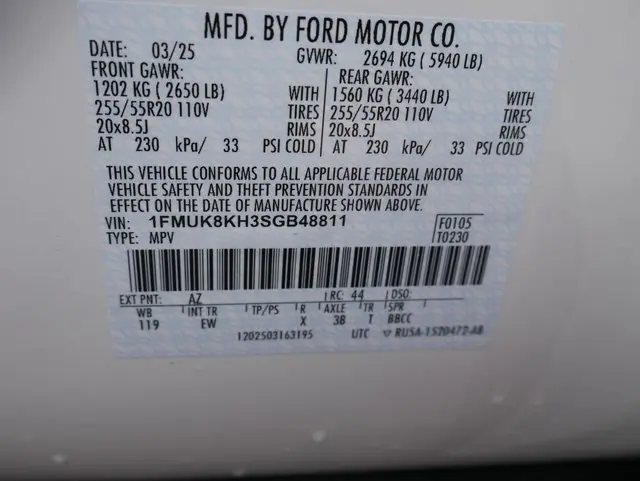 MFD. BY FORD MOTOR CO.
DATE: 03/25 GVWR: 2694 KG ( 5940 LB)
FRONT GAWR: REAR GAWR:
1202 KG ( 2650 LB) WITH 1560 KG ( 3440 LB) WITH
255/55R20 110V TIRES 255/55R20 110V TIRES
20x8.5J RIMS 20x8.5J RIMS
AT 230 kPa/ 33 PSI COLD AT 230 kPa/ 33 PSI COLD
THIS VEHICLE CONFORMS TO ALL APPLICABLE FEDERAL MOTOR
VEHICLE SAFETY AND THEFT PREVENTION STANDARDS IN
EFFECT ON THE DATE OF MANUFACTURE SHOWN ABOVE.
VIN: 1FMUK8KH3SGB48811 F0105
TYPE: MPV T0230
EXT PNT: AZ RC: 44 DSO:
WB INT TR TP/PS R AXLE TR SPR
119 EW X 3B T BBCC
1202503163195 UTC ▽ RUSA-1520472-AB